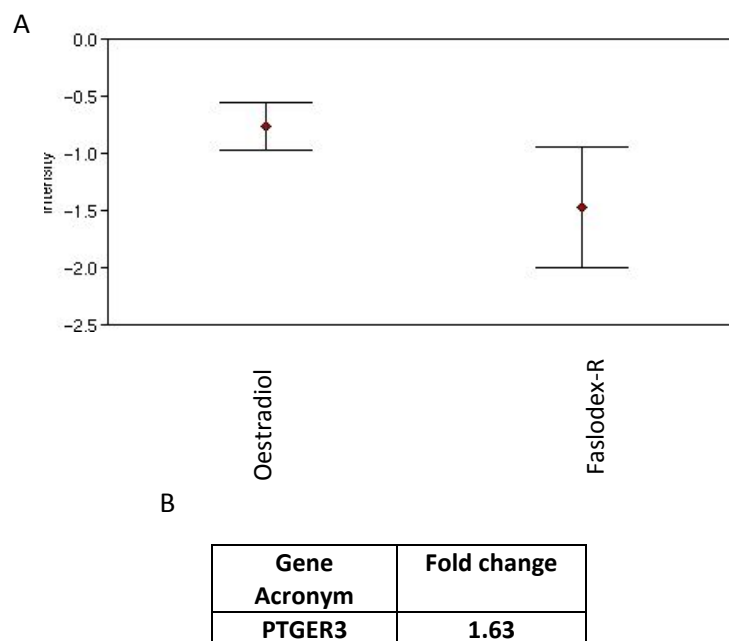 A
0.0
-0.5
-1.0
-1.5
-2.0
-2.5
Oestradiol
Faslodex-R
B
Gene Fold change
Acronym
PTGER3 1.63